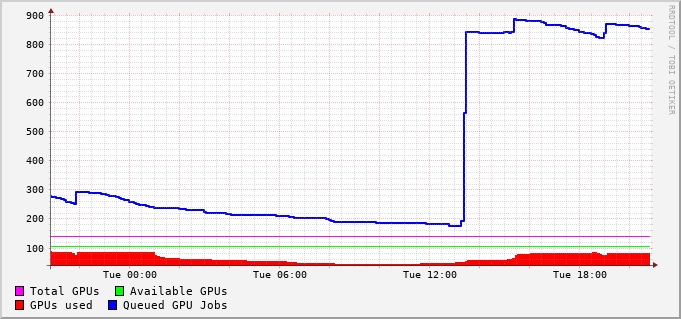 900
800
700
600
500
400
300
200
100
Tue 00:00 Tue 06:00 Tue 12:00 Tue 18:00
Total GPUs Available GPUs
GPUs used Queued GPU Jobs
RRDTOOL / TOBI OETIKER